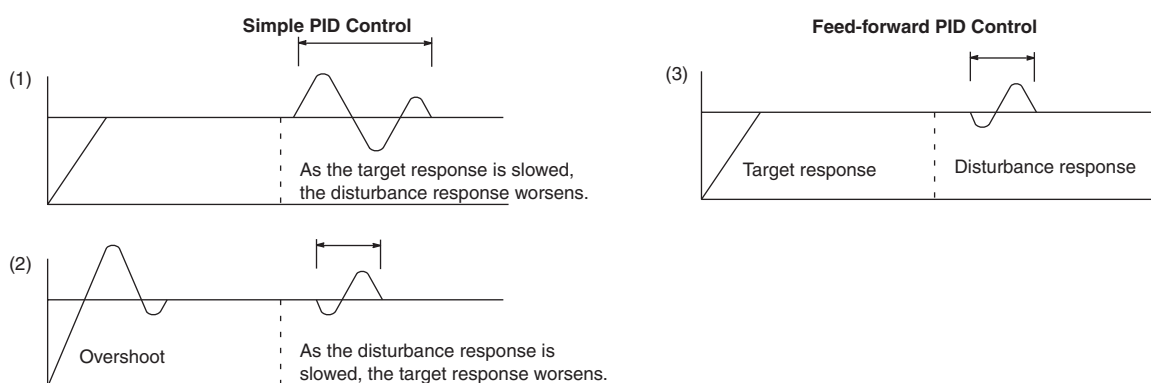 Simple PID Control
(1)
As the target response is slowed,
the disturbance response worsens.
(2)
Overshoot
As the disturbance response is
slowed, the target response worsens.
Feed-forward PID Control
(3)
Target response
Disturbance response